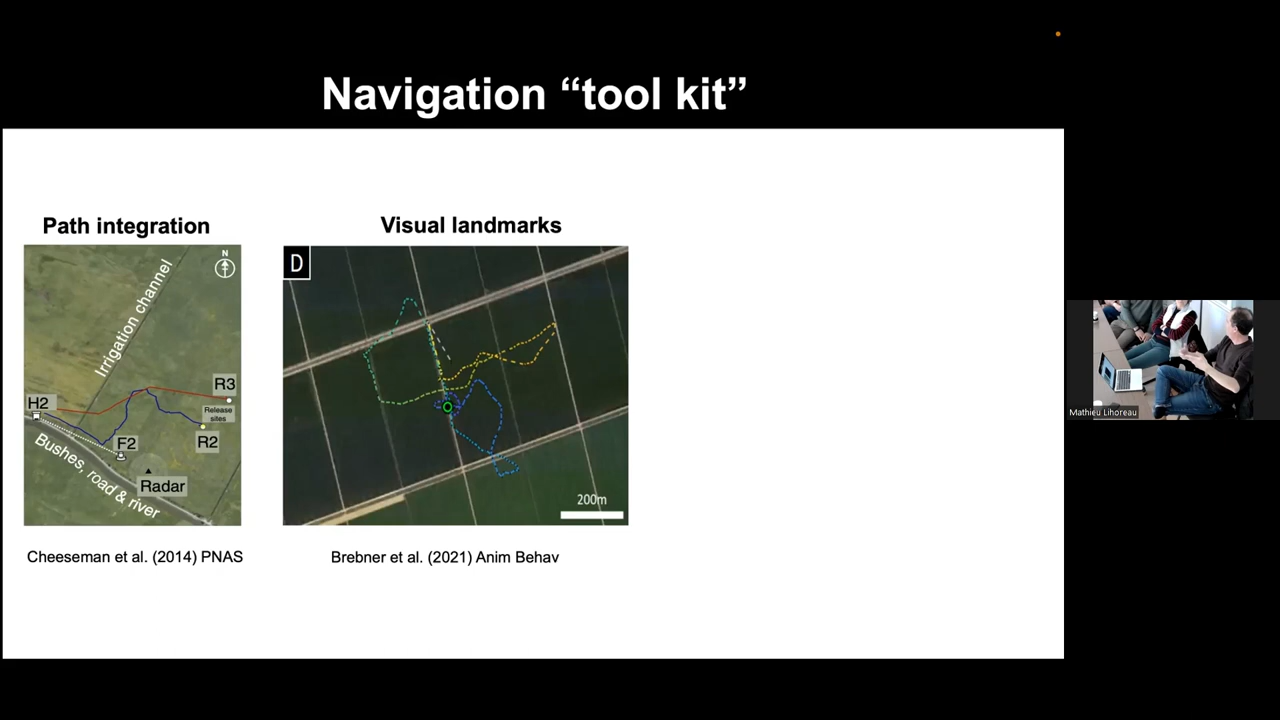 Navigation “tool kit”
Path integration
Visual landmarks
N
Irrigation channel
R3
Release
sites
H2
R2
F2
Radar
Bushes, road & river
D
200m
Cheeseman et al. (2014) PNAS
Brebner et al. (2021) Anim Behav
Mathieu Lihoreau